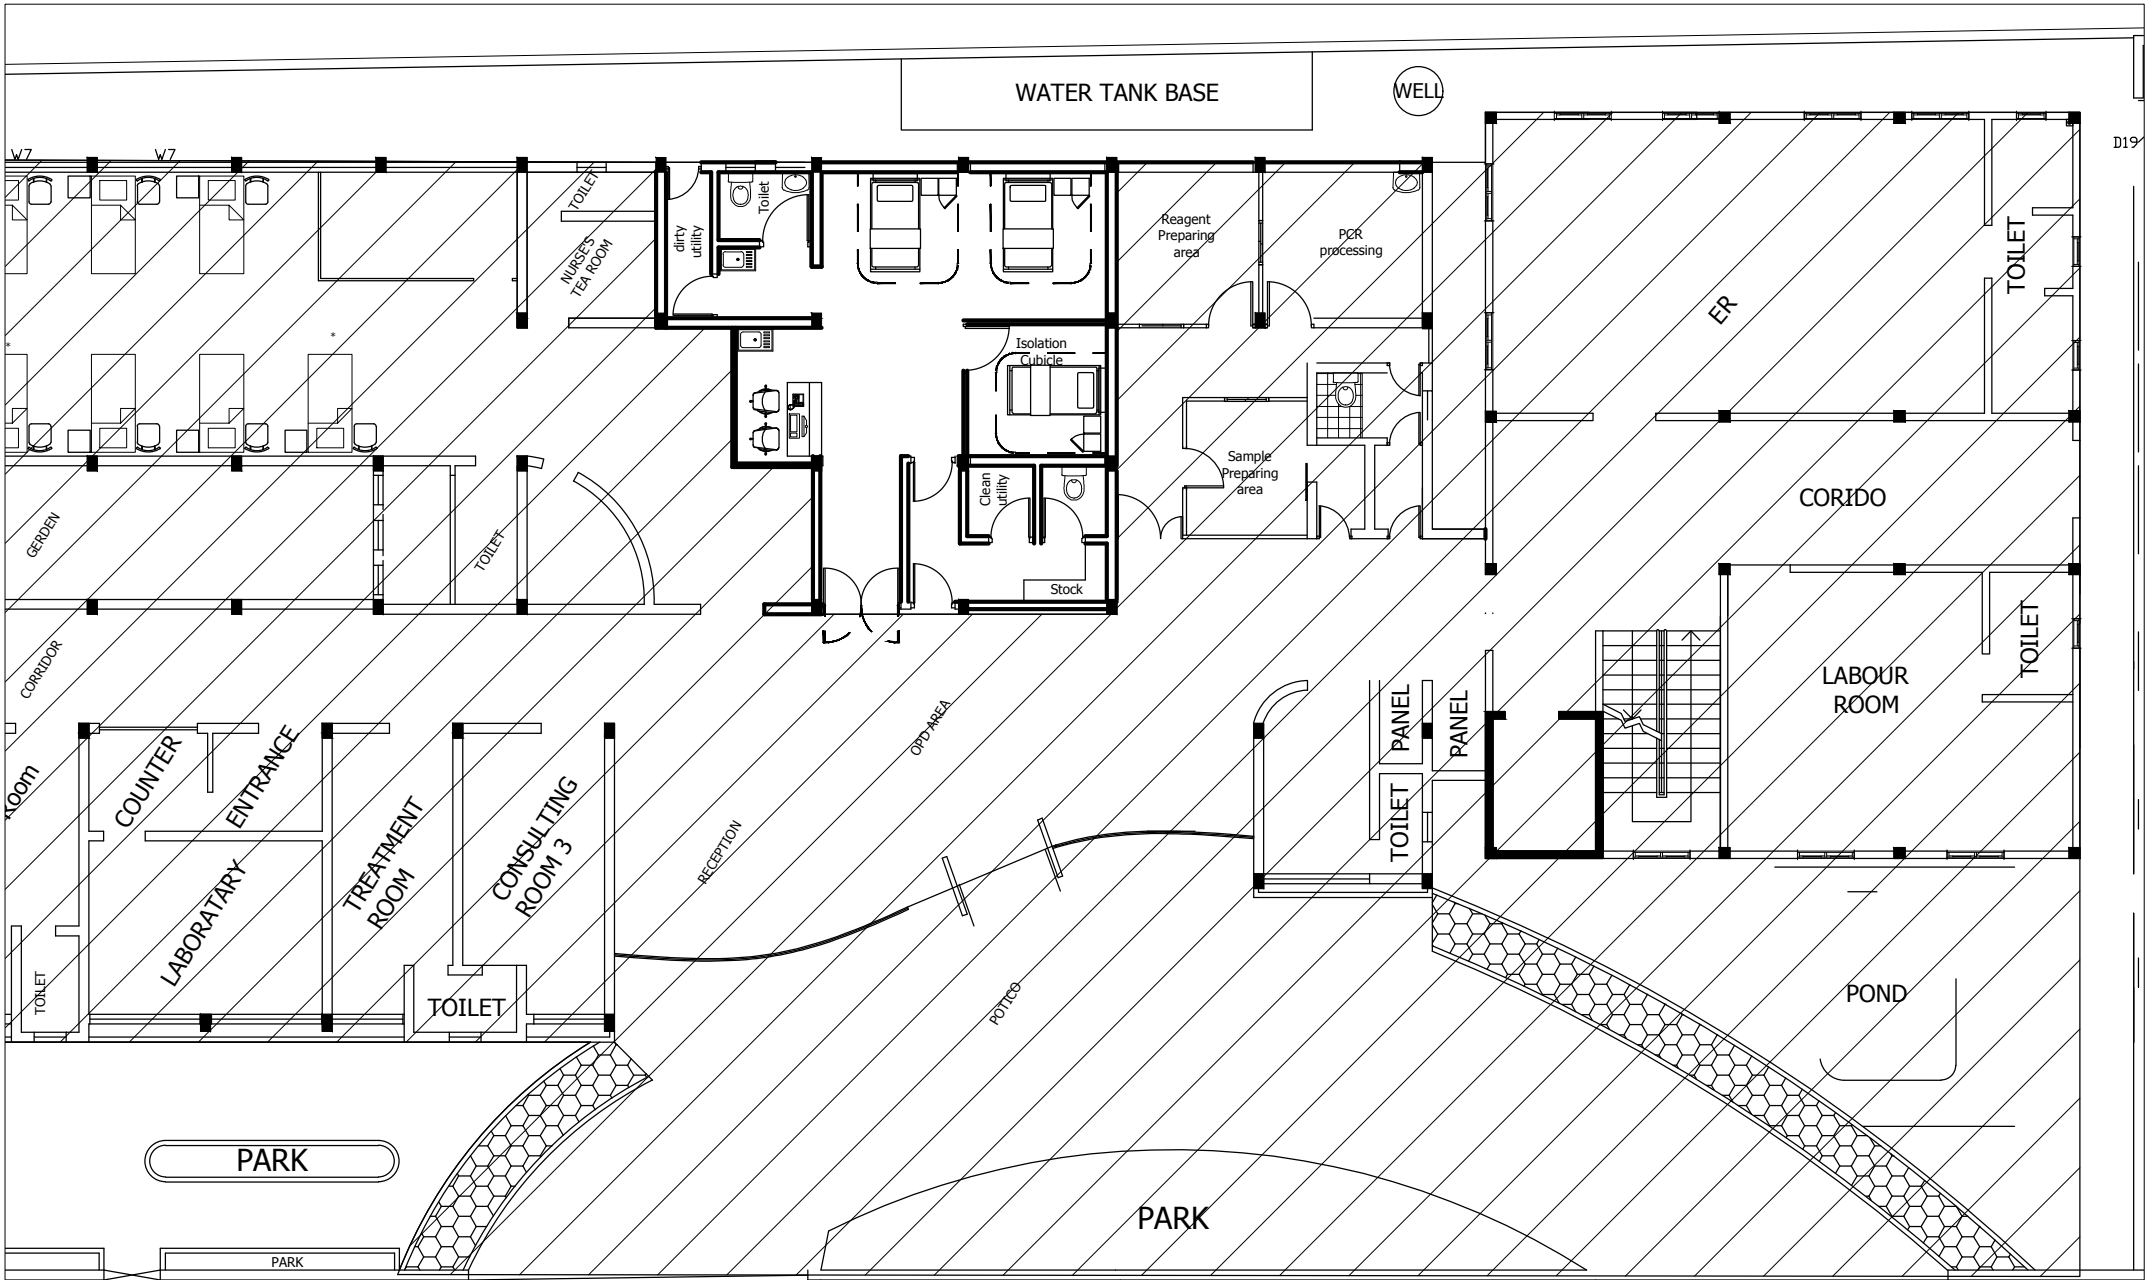 WATER TANK BASE
WELL
D19
W7
W7
TOILET
NURSE'S
TEA ROOM
dirty
utility
Toilet
Reagent
Preparing
area
PCR
processing
ER
TOILET
Isolation
Cubicle
Sample
Preparing
area
Clean
utility
Stock
CORIDO
GERDEN
TOILET
CORRIDOR
LABOUR
ROOM
TOILET
OPD AREA
PANEL
PANEL
TOILET
Room
COUNTER
ENTRANCE
LABORATARY
TREATMENT
ROOM
CONSULTING
ROOM 3
RECEPTION
TOILET
TOILET
POTICO
POND
PARK
PARK
PARK